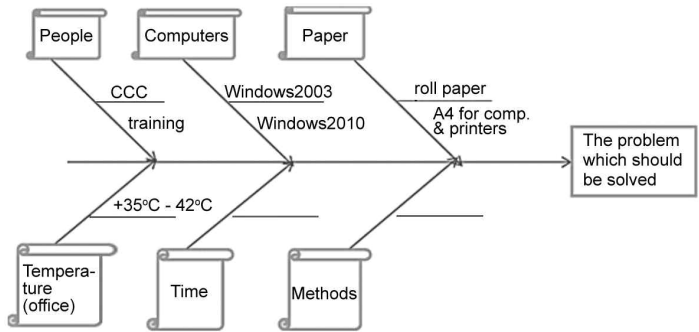 People
Computers
Paper
CCC
training
Windows2003
Windows2010
roll paper
A4 for comp.
& printers
The problem
which should
be solved
+35°C - 42°C
Tempera-
ture
(office)
Time
Methods